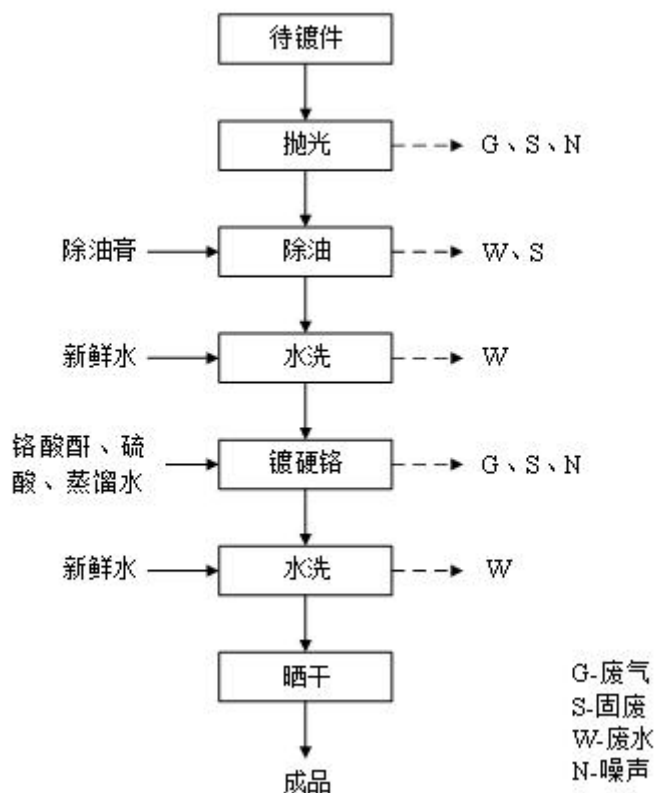 待镀件
抛光
G、S、N
除油膏
除油
W、S
新鲜水
水洗
W
铬酸酐、硫
酸、蒸馏水
镀硬铬
G、S、N
新鲜水
水洗
W
晒干
成品
G-废气
S-固废
W-废水
N-噪声